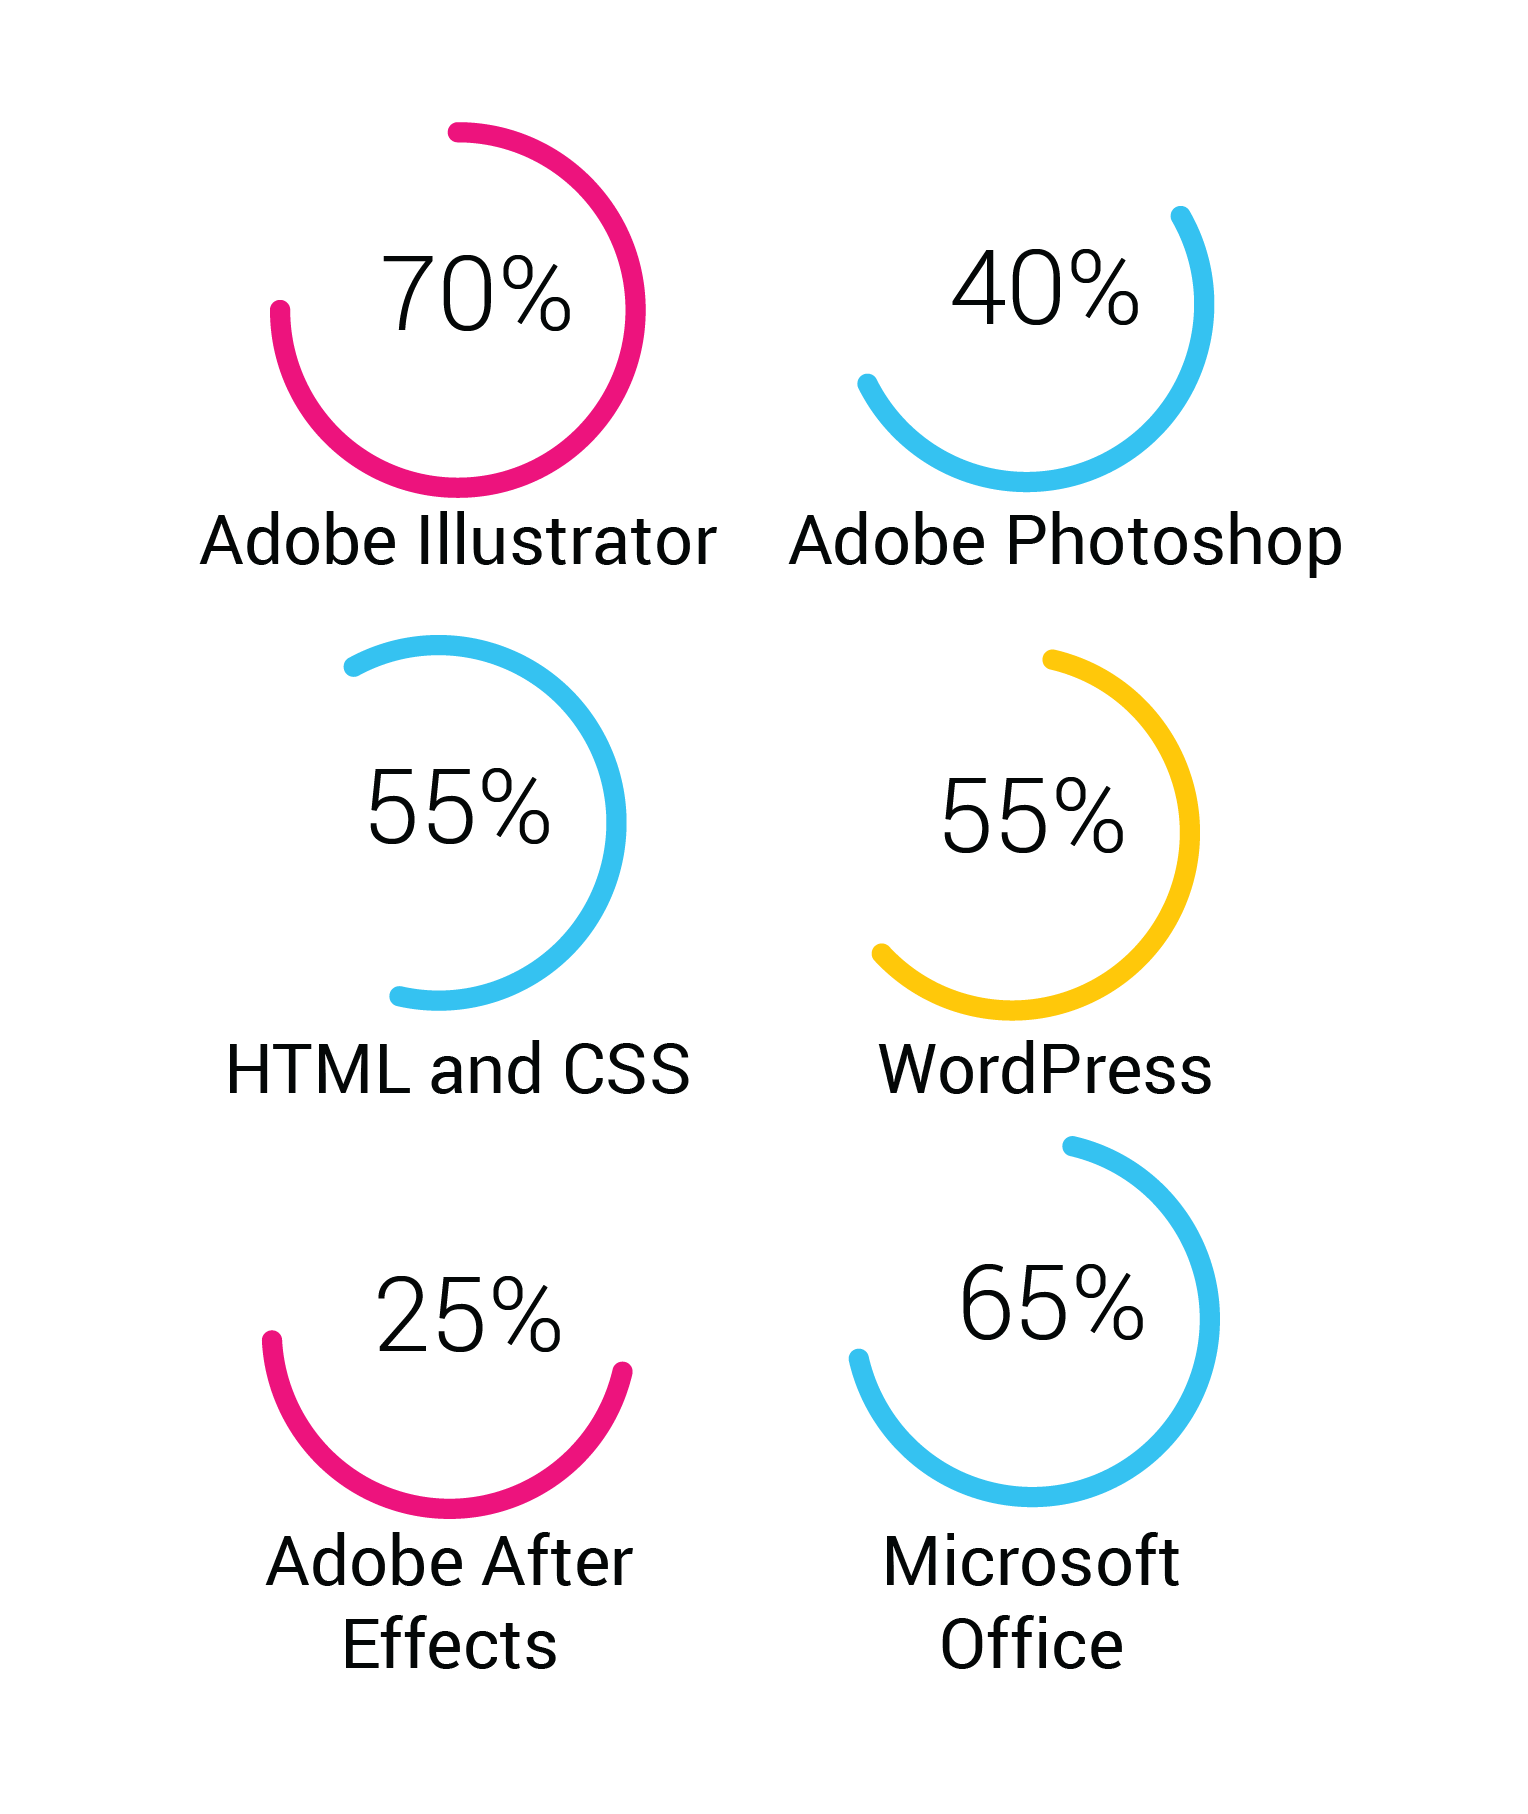 70%
40%
Adobe Illustrator
Adobe Photoshop
55%
55%
HTML and CSS
WordPress
25%
65%
Adobe After
Effects
Microsoft
Office